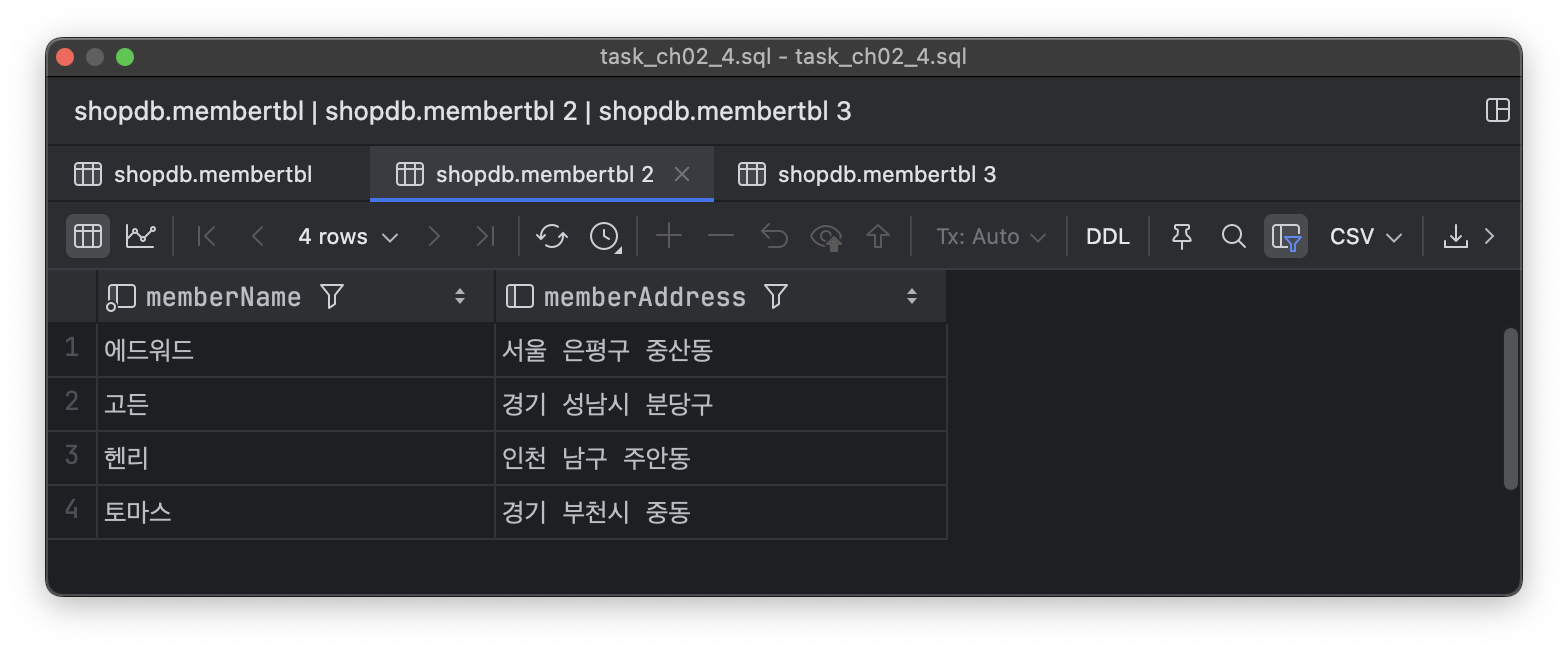 task_ch02_4.sql - task_ch02_4.sql
shopdb.membertbl | shopdb.membertbl 2 | shopdb.membertbl 3
shopdb.membertbl shopdb.membertbl 2 shopdb.membertbl 3
4 rows Tx: Auto DDL CSV
memberName memberAddress
1 에드워드 서울 은평구 중산동
2 고든 경기 성남시 분당구
3 헨리 인천 남구 주안동
4 토마스 경기 부천시 중동